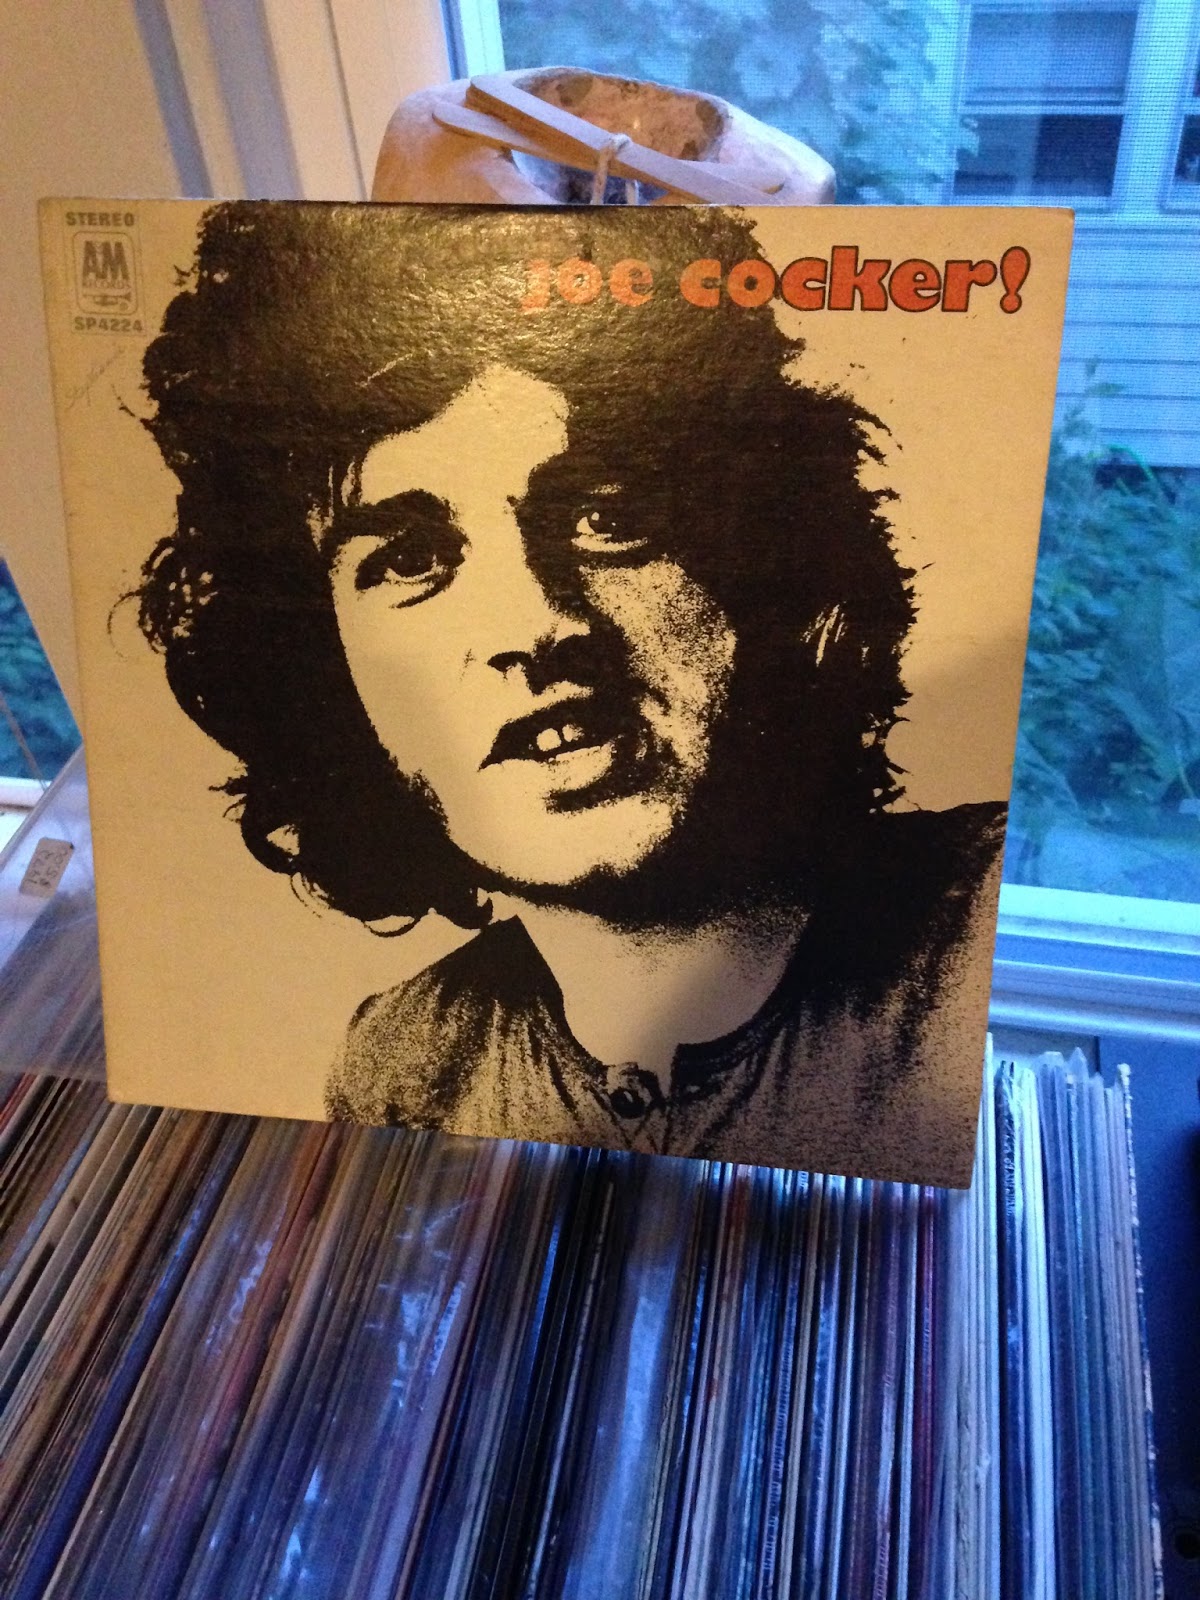 STEREO
A&M
RECORDS
SP4224
joe cocker!